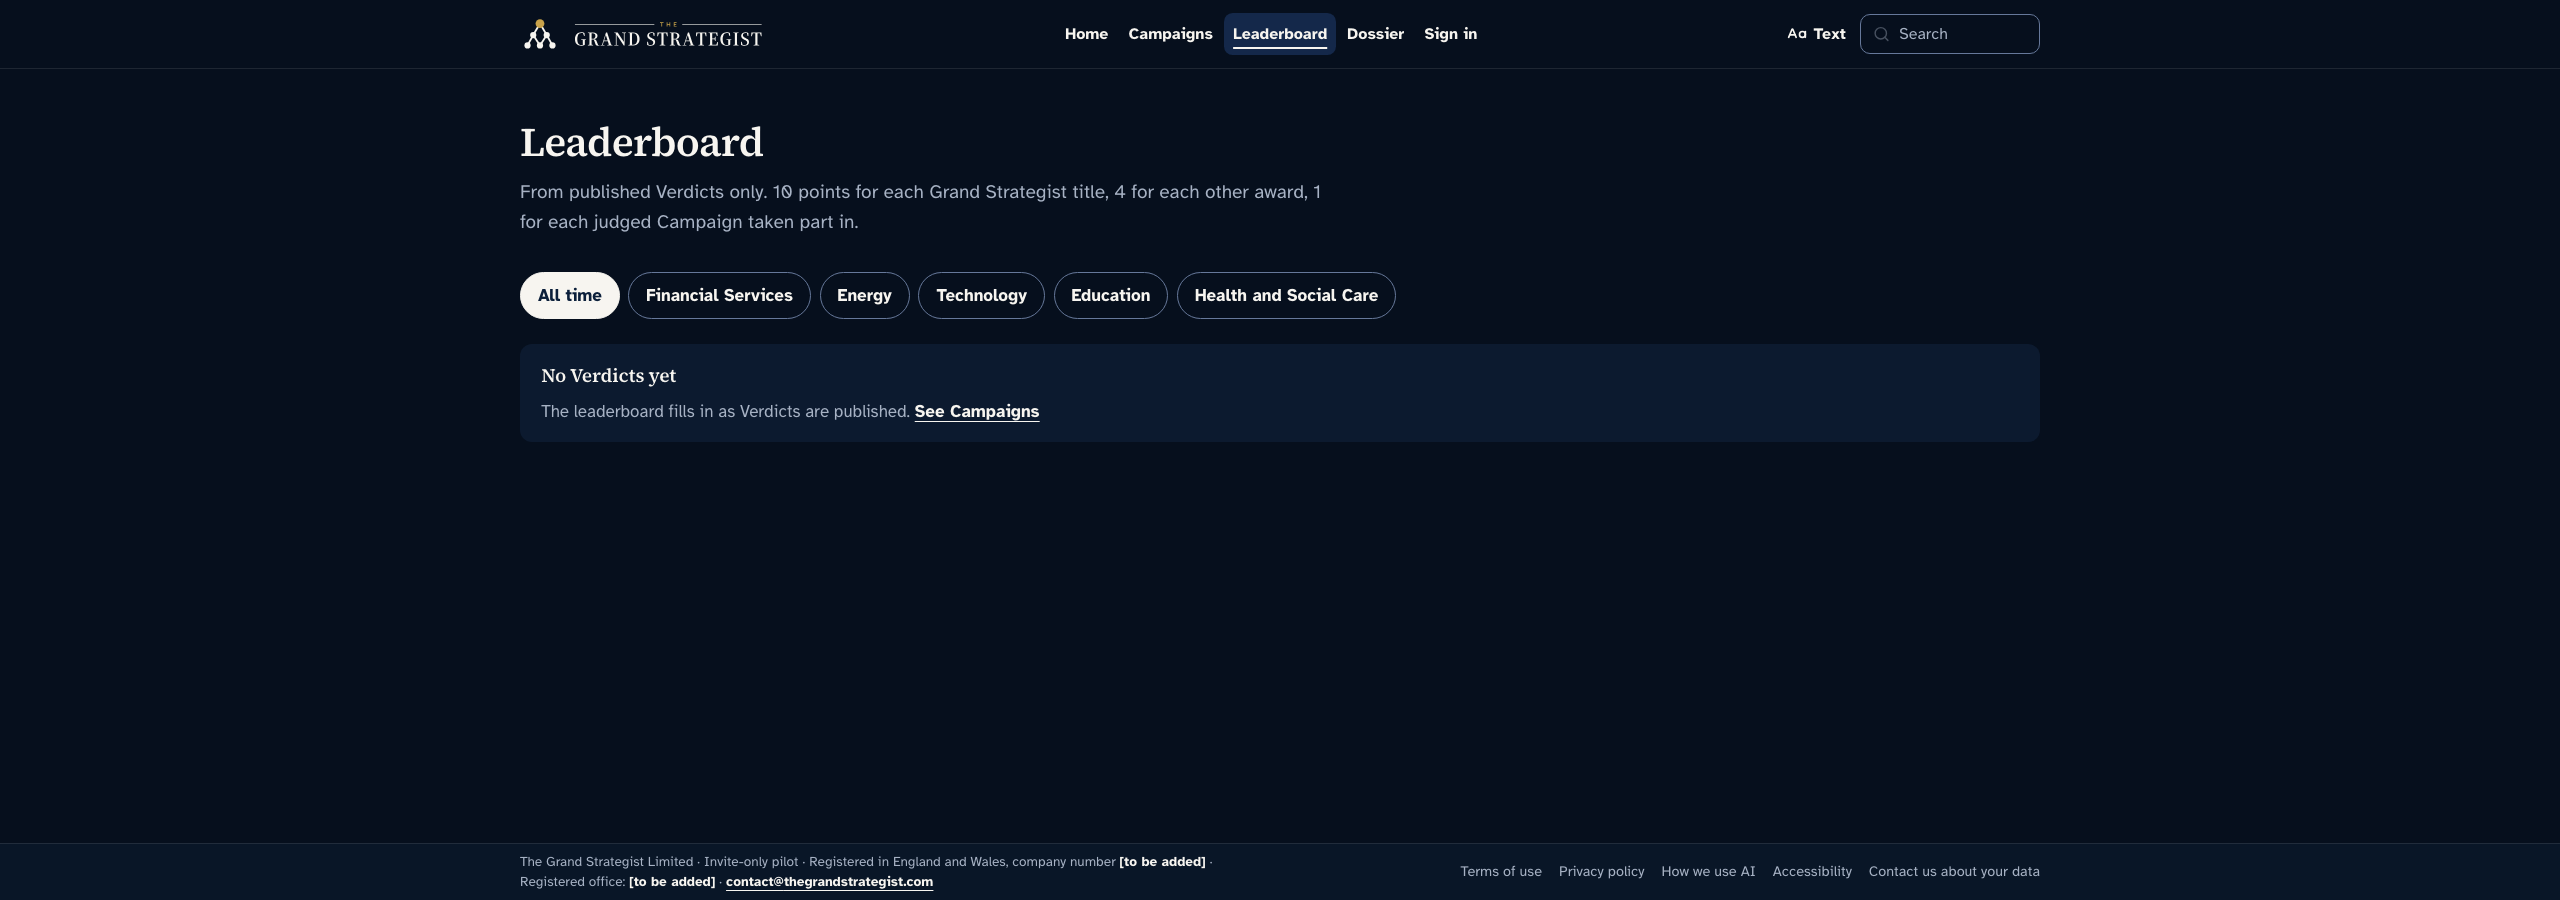 THE
GRAND STRATEGIST
Home Campaigns Leaderboard Dossier Sign in
Aa Text
Search
Leaderboard
From published Verdicts only. 10 points for each Grand Strategist title, 4 for each other award, 1
for each judged Campaign taken part in.
All time Financial Services Energy Technology Education Health and Social Care
No Verdicts yet
The leaderboard fills in as Verdicts are published. See Campaigns
The Grand Strategist Limited · Invite-only pilot · Registered in England and Wales, company number [to be added] ·
Registered office: [to be added] · contact@thegrandstrategist.com
Terms of use Privacy policy How we use AI Accessibility Contact us about your data